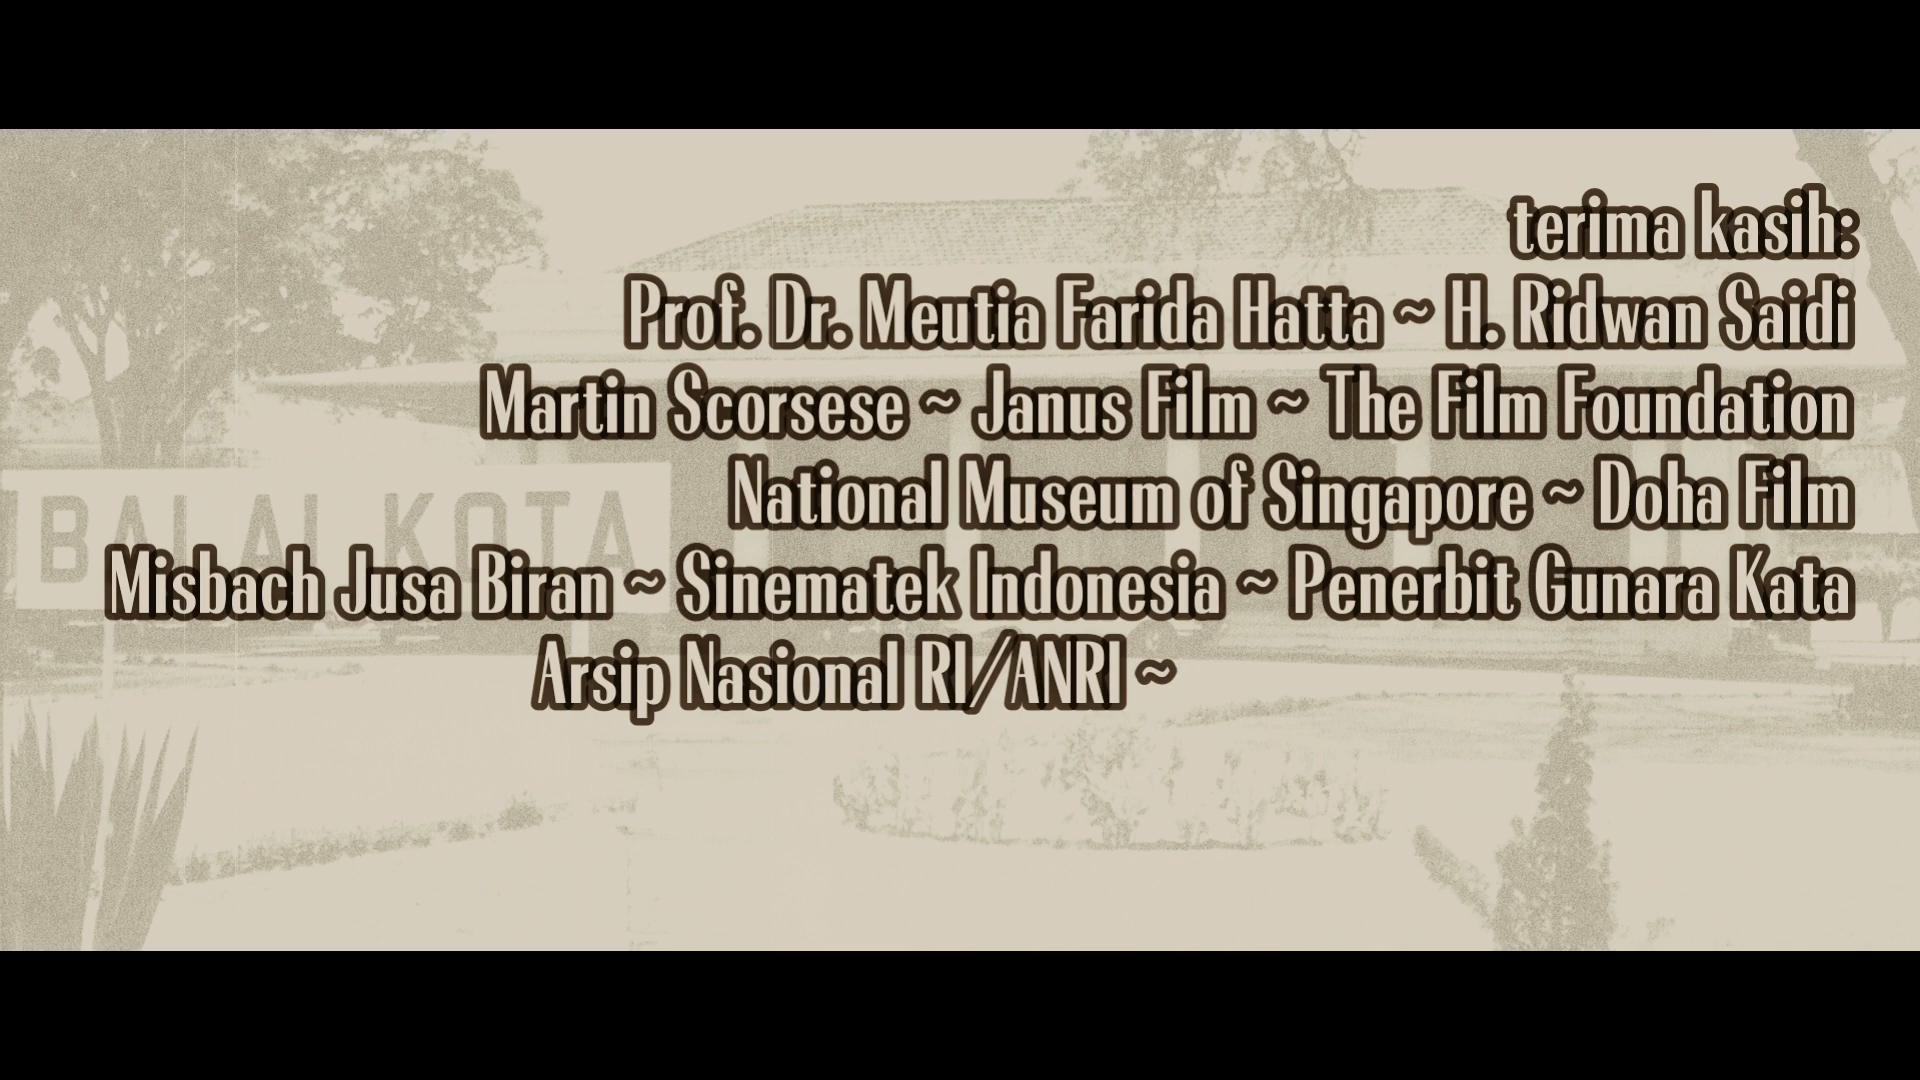 terima kasih:
Prof. Dr. Meutia Farida Hatta ~ H. Ridwan Saidi
Martin Scorsese ~ Janus Film ~ The Film Foundation
National Museum of Singapore ~ Doha Film
BALAI KOTA
Misbach Jusa Biran ~ Sinematek Indonesia ~ Penerbit Gunara Kata
Arsip Nasional RI/ANRI ~